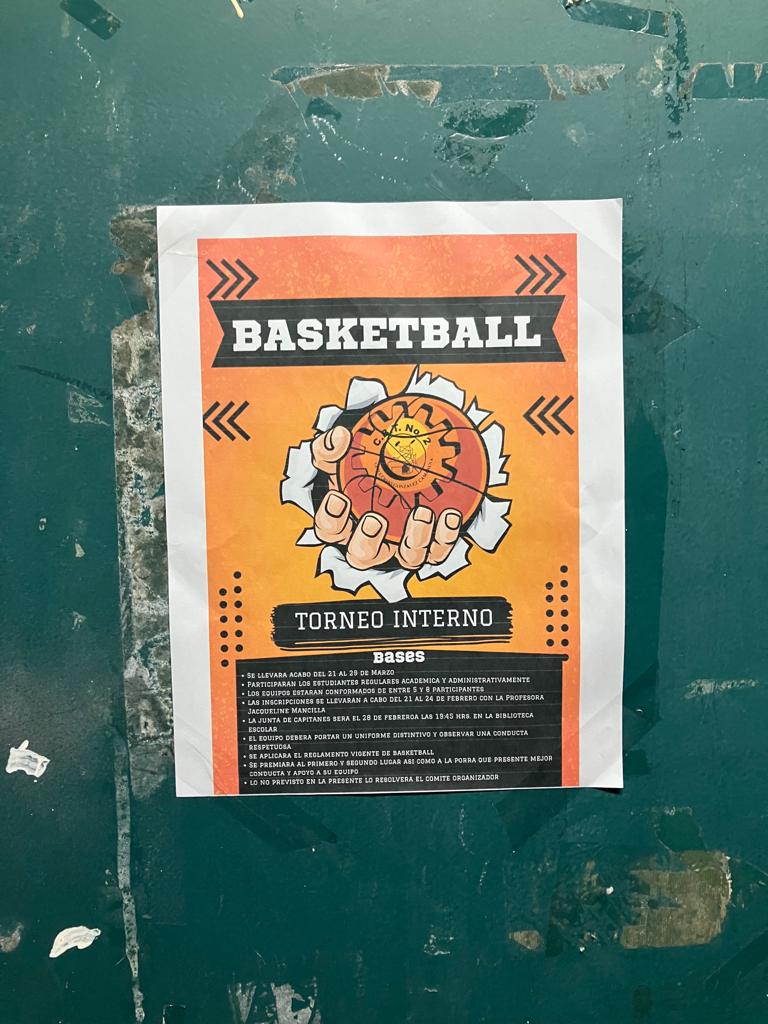 BASKETBALL
C.E.T. No. 2
TORNEO INTERNO
Bases
• SE LLEVARA ACABO DEL 21 AL 29 DE MARZO
• PARTICIPARAN LOS ESTUDIANTES REGULARES ACADEMICA Y ADMINISTRATIVAMENTE
• LOS EQUIPOS ESTARAN CONFORMADOS DE ENTRE 5 Y 8 PARTICIPANTES
• LAS INSCRIPCIONES SE LLEVARAN A CABO DEL 21 AL 24 DE FEBRERO CON LA PROFESORA
JACQUELINE MANCILLA
• LA JUNTA DE CAPITANES SERA EL 28 DE FEBREROA LAS 19:45 HRS. EN LA BIBLIOTECA
ESCOLAR
• EL EQUIPO DEBERA PORTAR UN UNIFORME DISTINTIVO Y OBSERVAR UNA CONDUCTA
RESPETUOSA
• SE APLICARA EL REGLAMENTO VIGENTE DE BASKETBALL
• SE PREMIARA AL PRIMERO Y SEGUNDO LUGAR ASI COMO A LA PORRA QUE PRESENTE MEJOR
CONDUCTA Y APOYO A SU EQUIPO
• LO NO PREVISTO EN LA PRESENTE LO RESOLVERA EL COMITE ORGANIZADOR